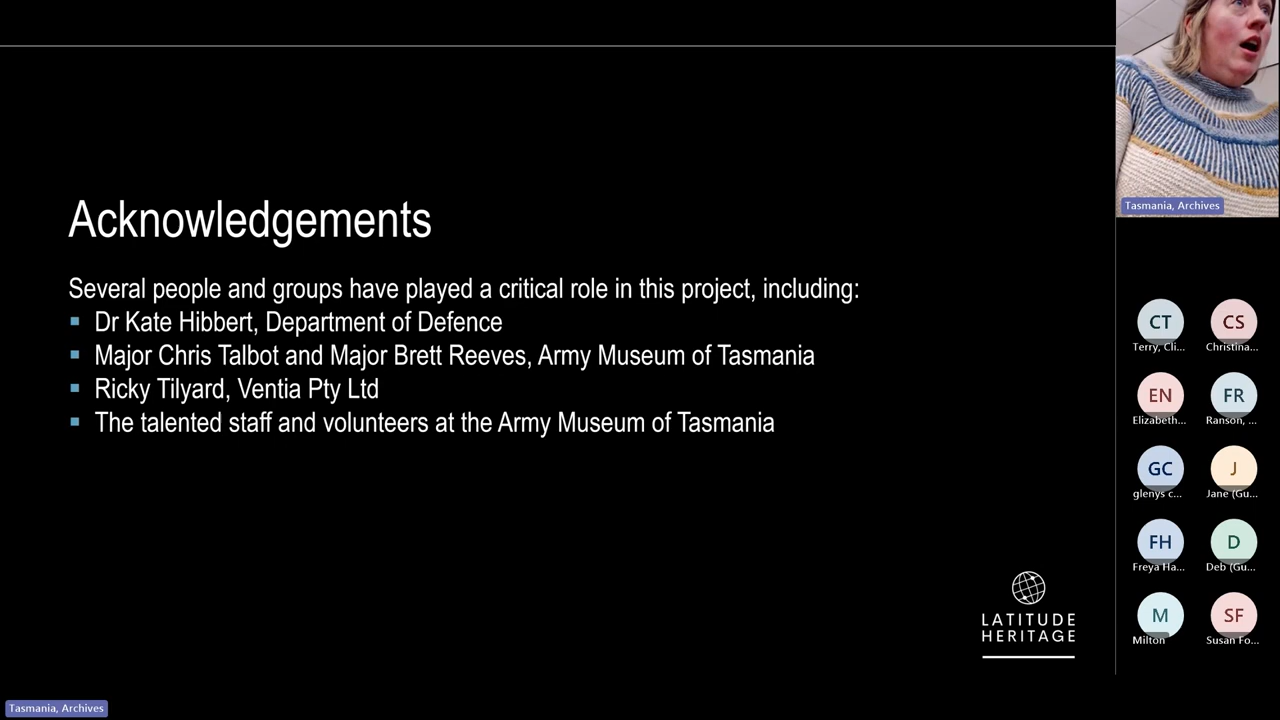 Acknowledgements
Several people and groups have played a critical role in this project, including:
Dr Kate Hibbert, Department of Defence
Major Chris Talbot and Major Brett Reeves, Army Museum of Tasmania
Ricky Tilyard, Ventia Pty Ltd
The talented staff and volunteers at the Army Museum of Tasmania
LATITUDE
HERITAGE
Tasmania, Archives
Tasmania, Archives
CT CS
Terry, Cli... Christina...
EN FR
Elizabeth... Ranson, ...
GC J
glenys c... Jane (Gu...
FH D
Freya Ha... Deb (Gu...
M SF
Milton Susan Fo...